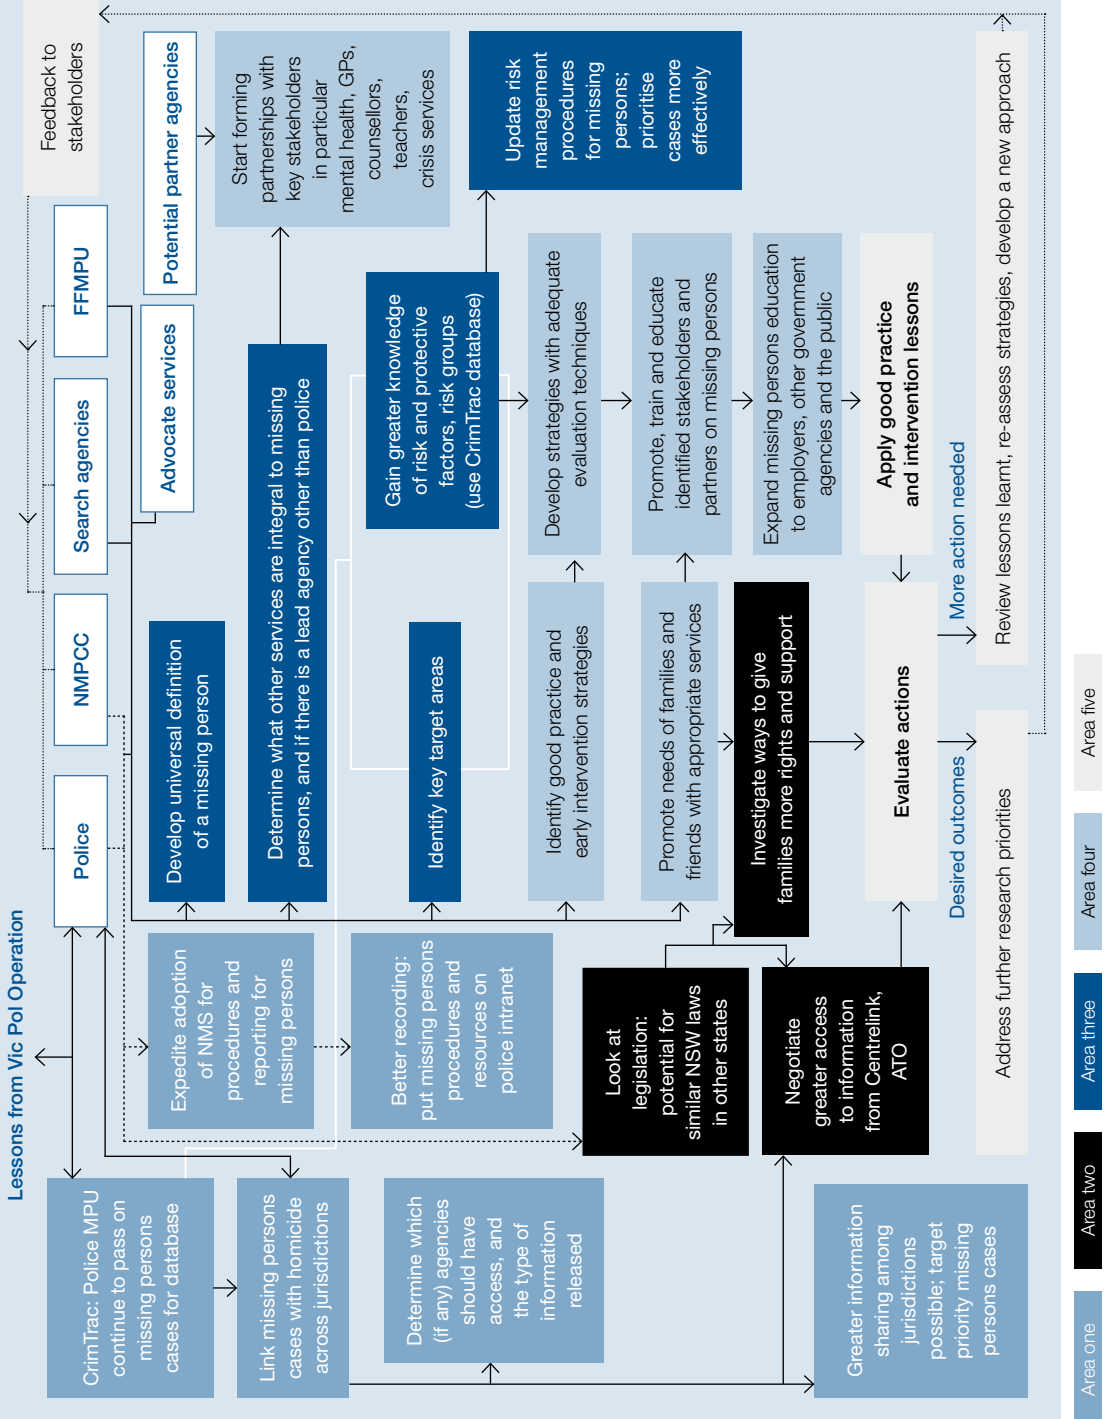 Lessons from Vic Pol Operation
Feedback to
stakeholders
Police
NMPCC
Search agencies
FFMPU
Advocate services
Potential partner agencies
CrimTrac: Police MPU
continue to pass on
missing persons
cases for database
Expedite adoption
of NMS for
procedures and
reporting for
missing persons
Develop universal definition
of a missing person
Start forming
partnerships with
key stakeholders
in particular
mental health, GPs,
counsellors,
teachers,
crisis services
Link missing persons
cases with homicide
across jurisdictions
Determine what other services are integral to missing
persons, and if there is a lead agency other than police
Better recording:
put missing persons
procedures and
resources on
police intranet
Identify key target areas
Gain greater knowledge
of risk and protective
factors, risk groups
(use CrimTrac database)
Update risk
management
procedures
for missing
persons;
prioritise
cases more
effectively
Determine which
(if any) agencies
should have
access, and
the type of
information
released
Identify good practice and
early intervention strategies
Develop strategies with adequate
evaluation techniques
Look at
legislation:
potential for
similar NSW laws
in other states
Promote needs of families and
friends with appropriate services
Promote, train and educate
identified stakeholders and
partners on missing persons
Investigate ways to give
families more rights and support
Expand missing persons education
to employers, other government
agencies and the public
Negotiate
greater access
to information
from Centrelink,
ATO
Greater information
sharing among
jurisdictions
possible; target
priority missing
persons cases
Evaluate actions
Apply good practice
and intervention lessons
Desired outcomes
More action needed
Address further research priorities
Review lessons learnt, re-assess strategies, develop a new approach
Area one
Area two
Area three
Area four
Area five